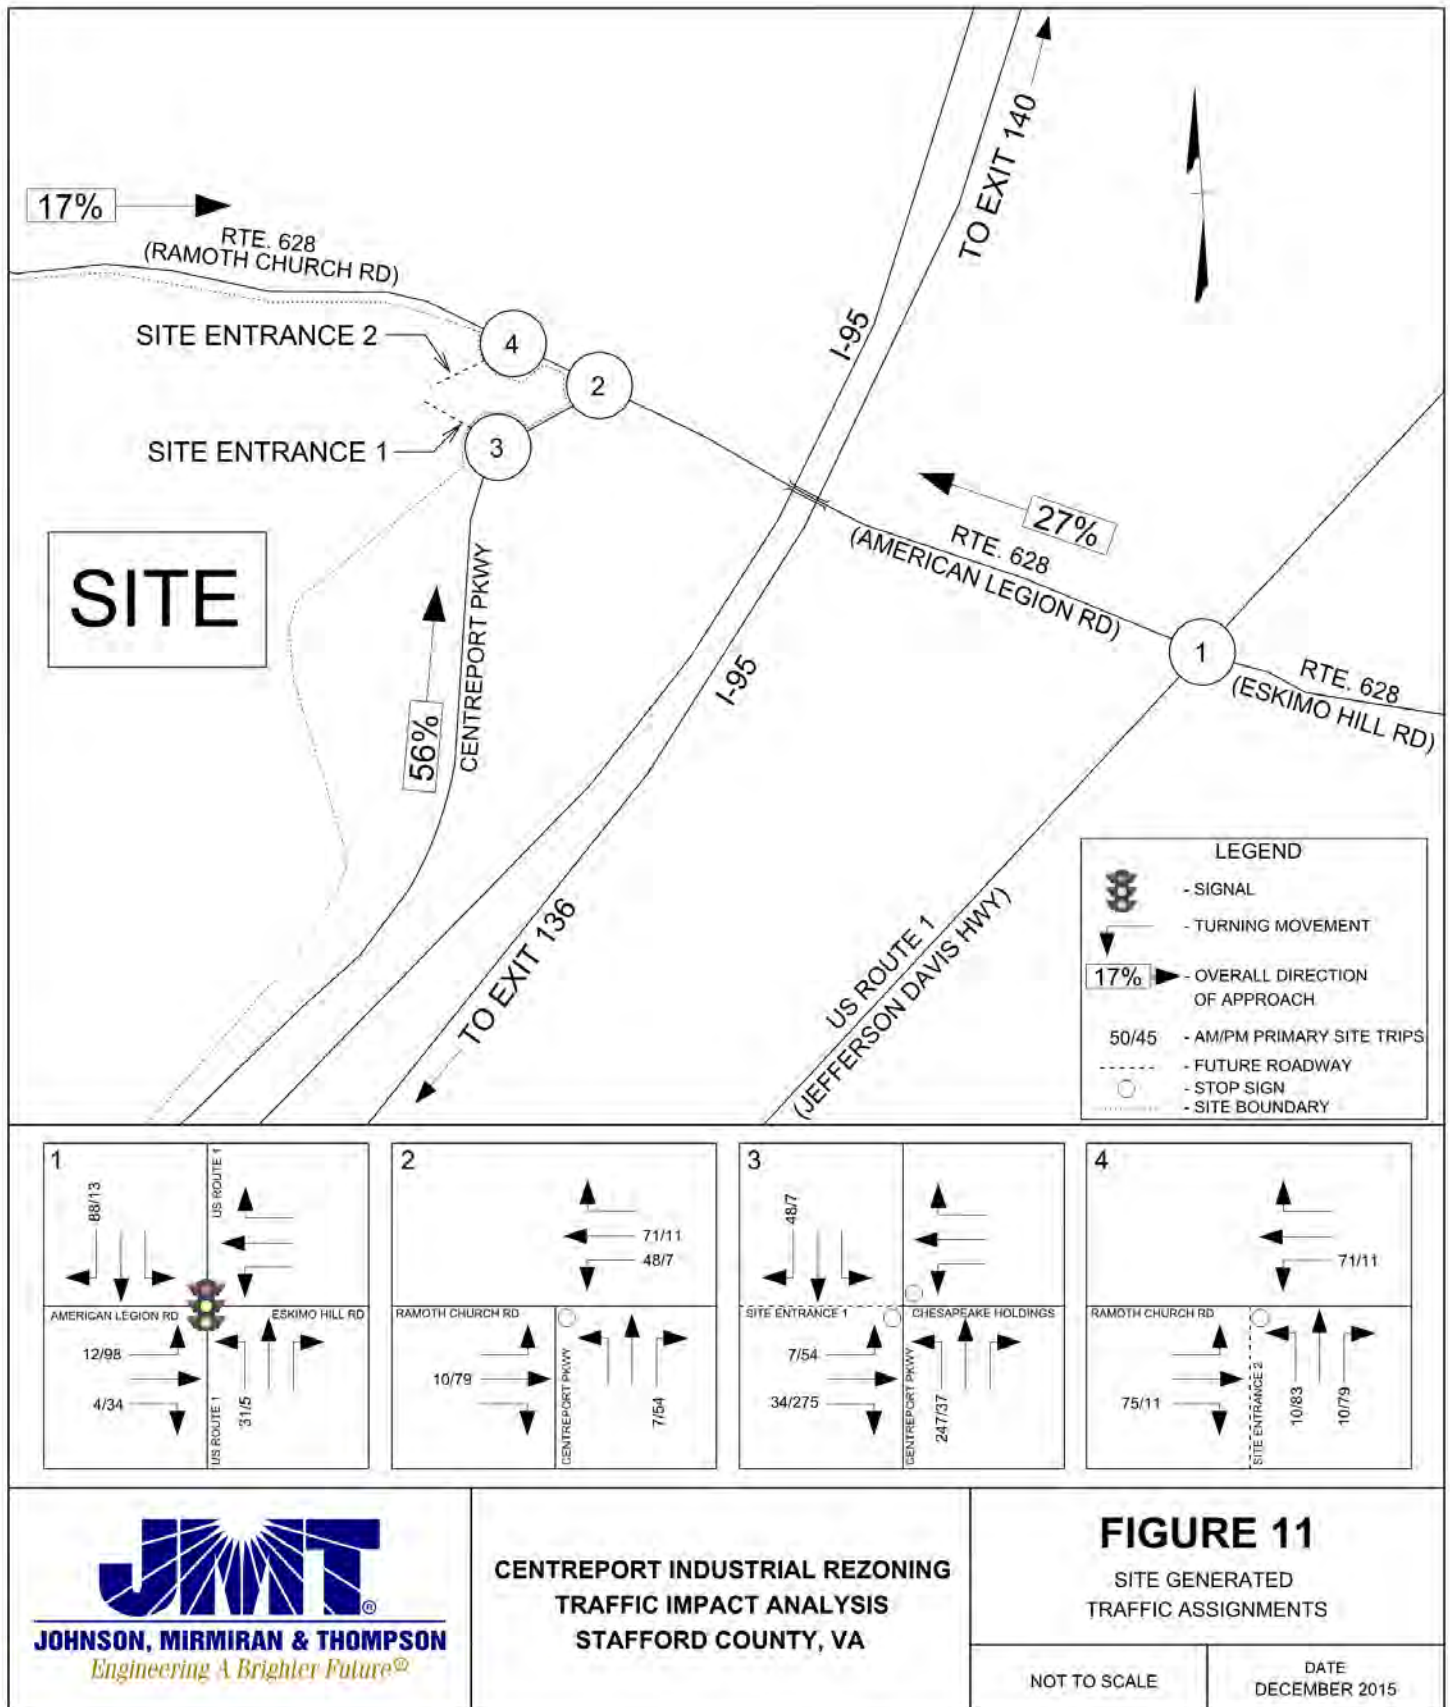 17%
RTE. 628
(RAMOTH CHURCH RD)
TO EXIT 140
SITE ENTRANCE 2
4
2
I-95
SITE ENTRANCE 1
3
27%
RTE. 628
(AMERICAN LEGION RD)
SITE
CENTREPORT PKWY
56%
I-95
1
RTE. 628
(ESKIMO HILL RD)
TO EXIT 136
US ROUTE 1
(JEFFERSON DAVIS HWY)
LEGEND
- SIGNAL
- TURNING MOVEMENT
17% - OVERALL DIRECTION
OF APPROACH
50/45 - AM/PM PRIMARY SITE TRIPS
- FUTURE ROADWAY
- STOP SIGN
- SITE BOUNDARY
1
88/13
US ROUTE 1
AMERICAN LEGION RD
ESKIMO HILL RD
12/98
4/34
US ROUTE 1
31/5
2
71/11
48/7
RAMOTH CHURCH RD
10/79
CENTREPORT PKWY
7/54
3
48/7
SITE ENTRANCE 1
CHESAPEAKE HOLDINGS
7/54
34/275
CENTREPORT PKWY
247/37
4
71/11
RAMOTH CHURCH RD
75/11
SITE ENTRANCE 2
10/83
10/79
JMT®
JOHNSON, MIRMIRAN & THOMPSON
Engineering A Brighter Future®
CENTREPORT INDUSTRIAL REZONING
TRAFFIC IMPACT ANALYSIS
STAFFORD COUNTY, VA
FIGURE 11
SITE GENERATED
TRAFFIC ASSIGNMENTS
NOT TO SCALE
DATE
DECEMBER 2015